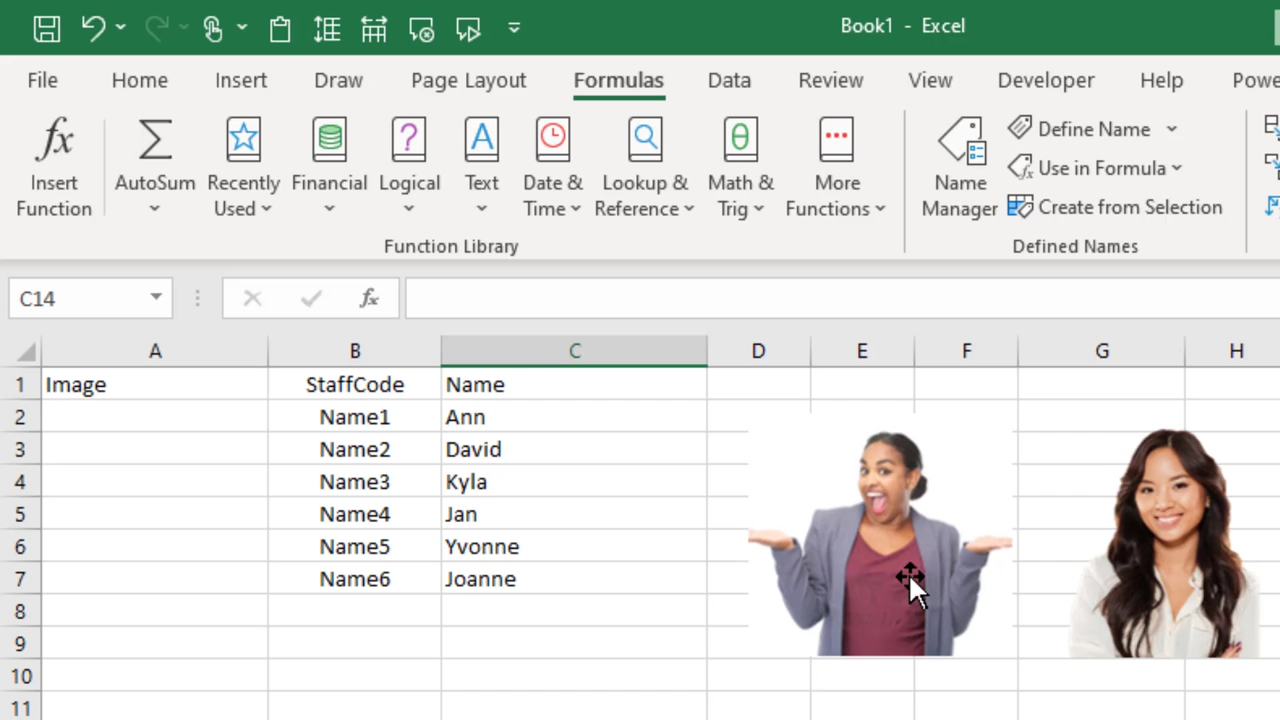 Book1 - Excel
File Home Insert Draw Page Layout Formulas Data Review View Developer Help Powe
fx Σ ? A θ
Insert Function
AutoSum
Recently Used
Financial
Logical
Text
Date & Time
Lookup & Reference
Math & Trig
More Functions
Name Manager
Define Name
Use in Formula
Create from Selection
Function Library
Defined Names
C14 fx
A B C D E F G H
1 Image StaffCode Name
2 Name1 Ann
3 Name2 David
4 Name3 Kyla
5 Name4 Jan
6 Name5 Yvonne
7 Name6 Joanne
8
9
10
11